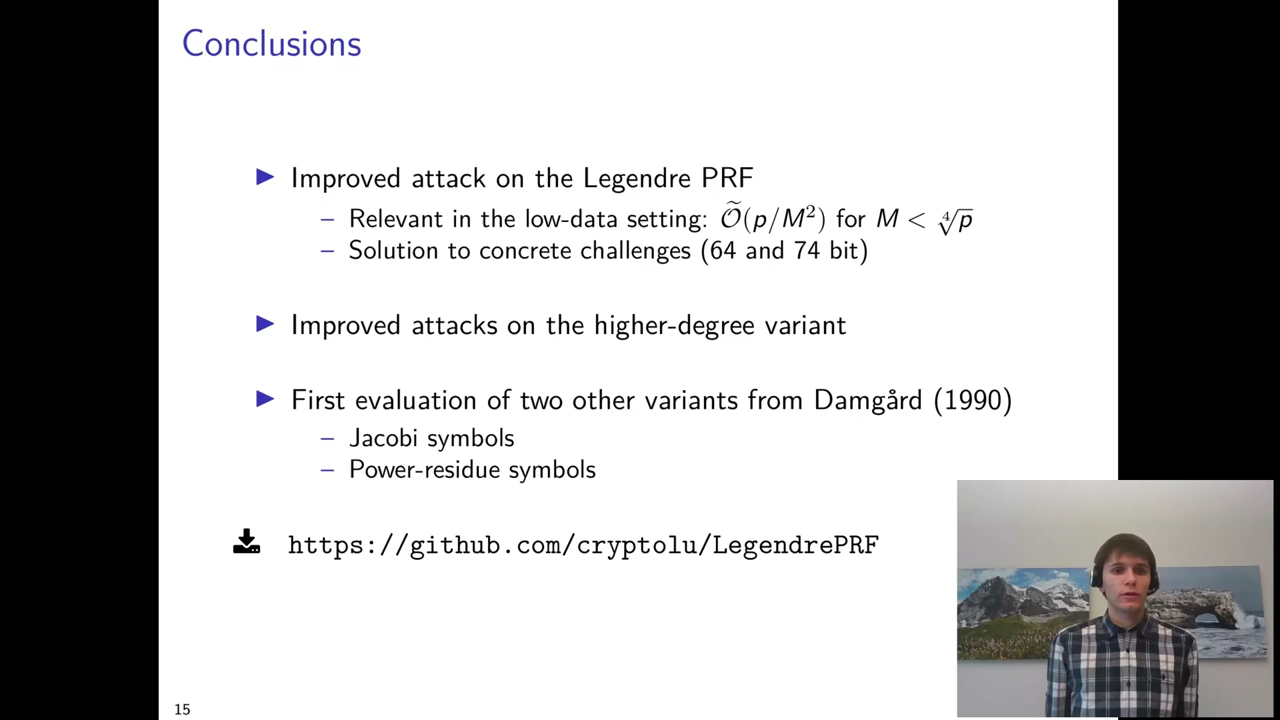 Conclusions
▶ Improved attack on the Legendre PRF
– Relevant in the low-data setting: Õ(p/M²) for M < ∜p
– Solution to concrete challenges (64 and 74 bit)
▶ Improved attacks on the higher-degree variant
▶ First evaluation of two other variants from Damgård (1990)
– Jacobi symbols
– Power-residue symbols
https://github.com/cryptolu/LegendrePRF
15